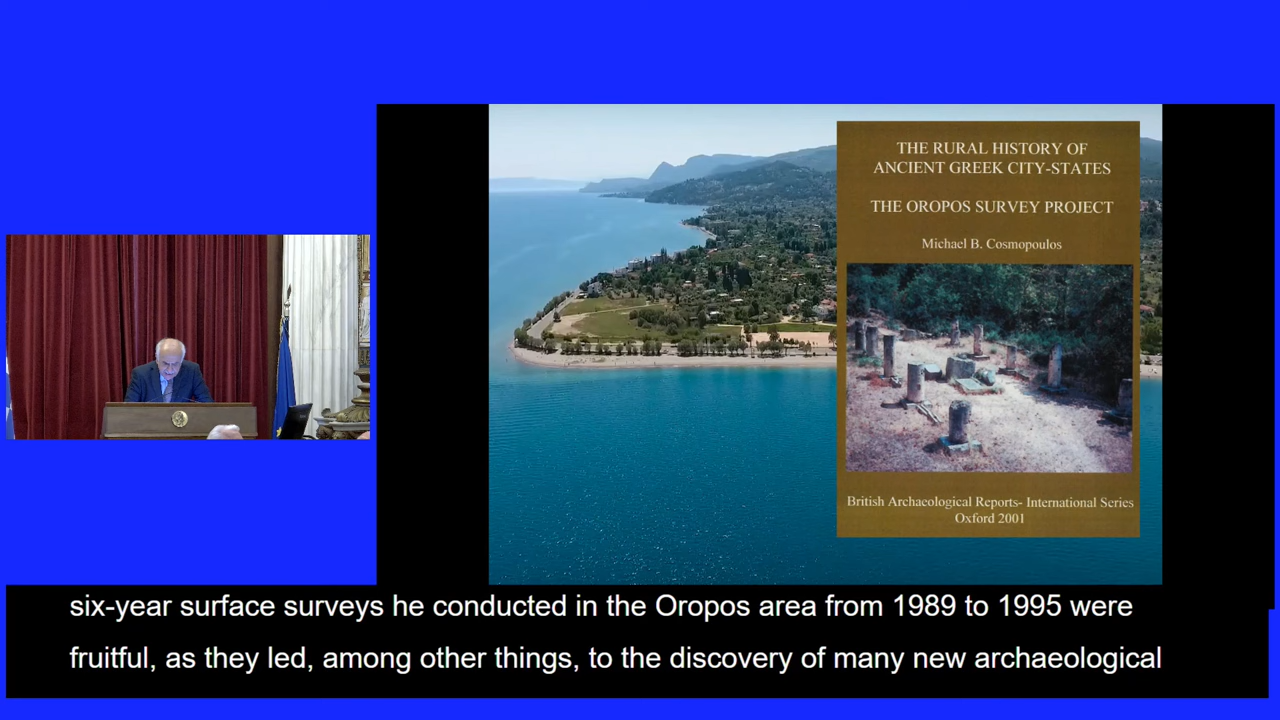 THE RURAL HISTORY OF
ANCIENT GREEK CITY-STATES
THE OROPOS SURVEY PROJECT
Michael B. Cosmopoulos
British Archaeological Reports- International Series
Oxford 2001
six-year surface surveys he conducted in the Oropos area from 1989 to 1995 were
fruitful, as they led, among other things, to the discovery of many new archaeological